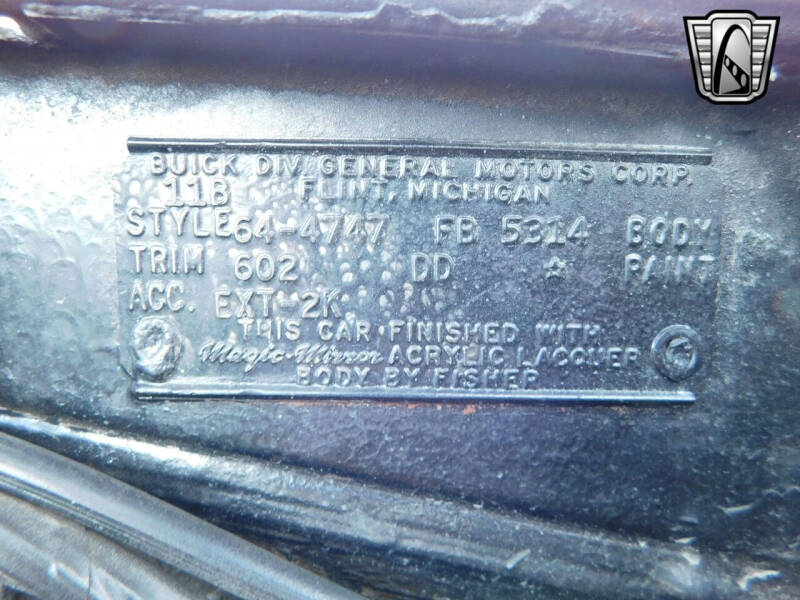 BUICK DIV. GENERAL MOTORS CORP.
11B FLINT, MICHIGAN
STYLE 64-4747 FB 5314 BODY
TRIM 602 DD ☆ PAINT
ACC. EXT-2K
THIS CAR FINISHED WITH
Magic-Mirror ACRYLIC LACQUER
BODY BY FISHER